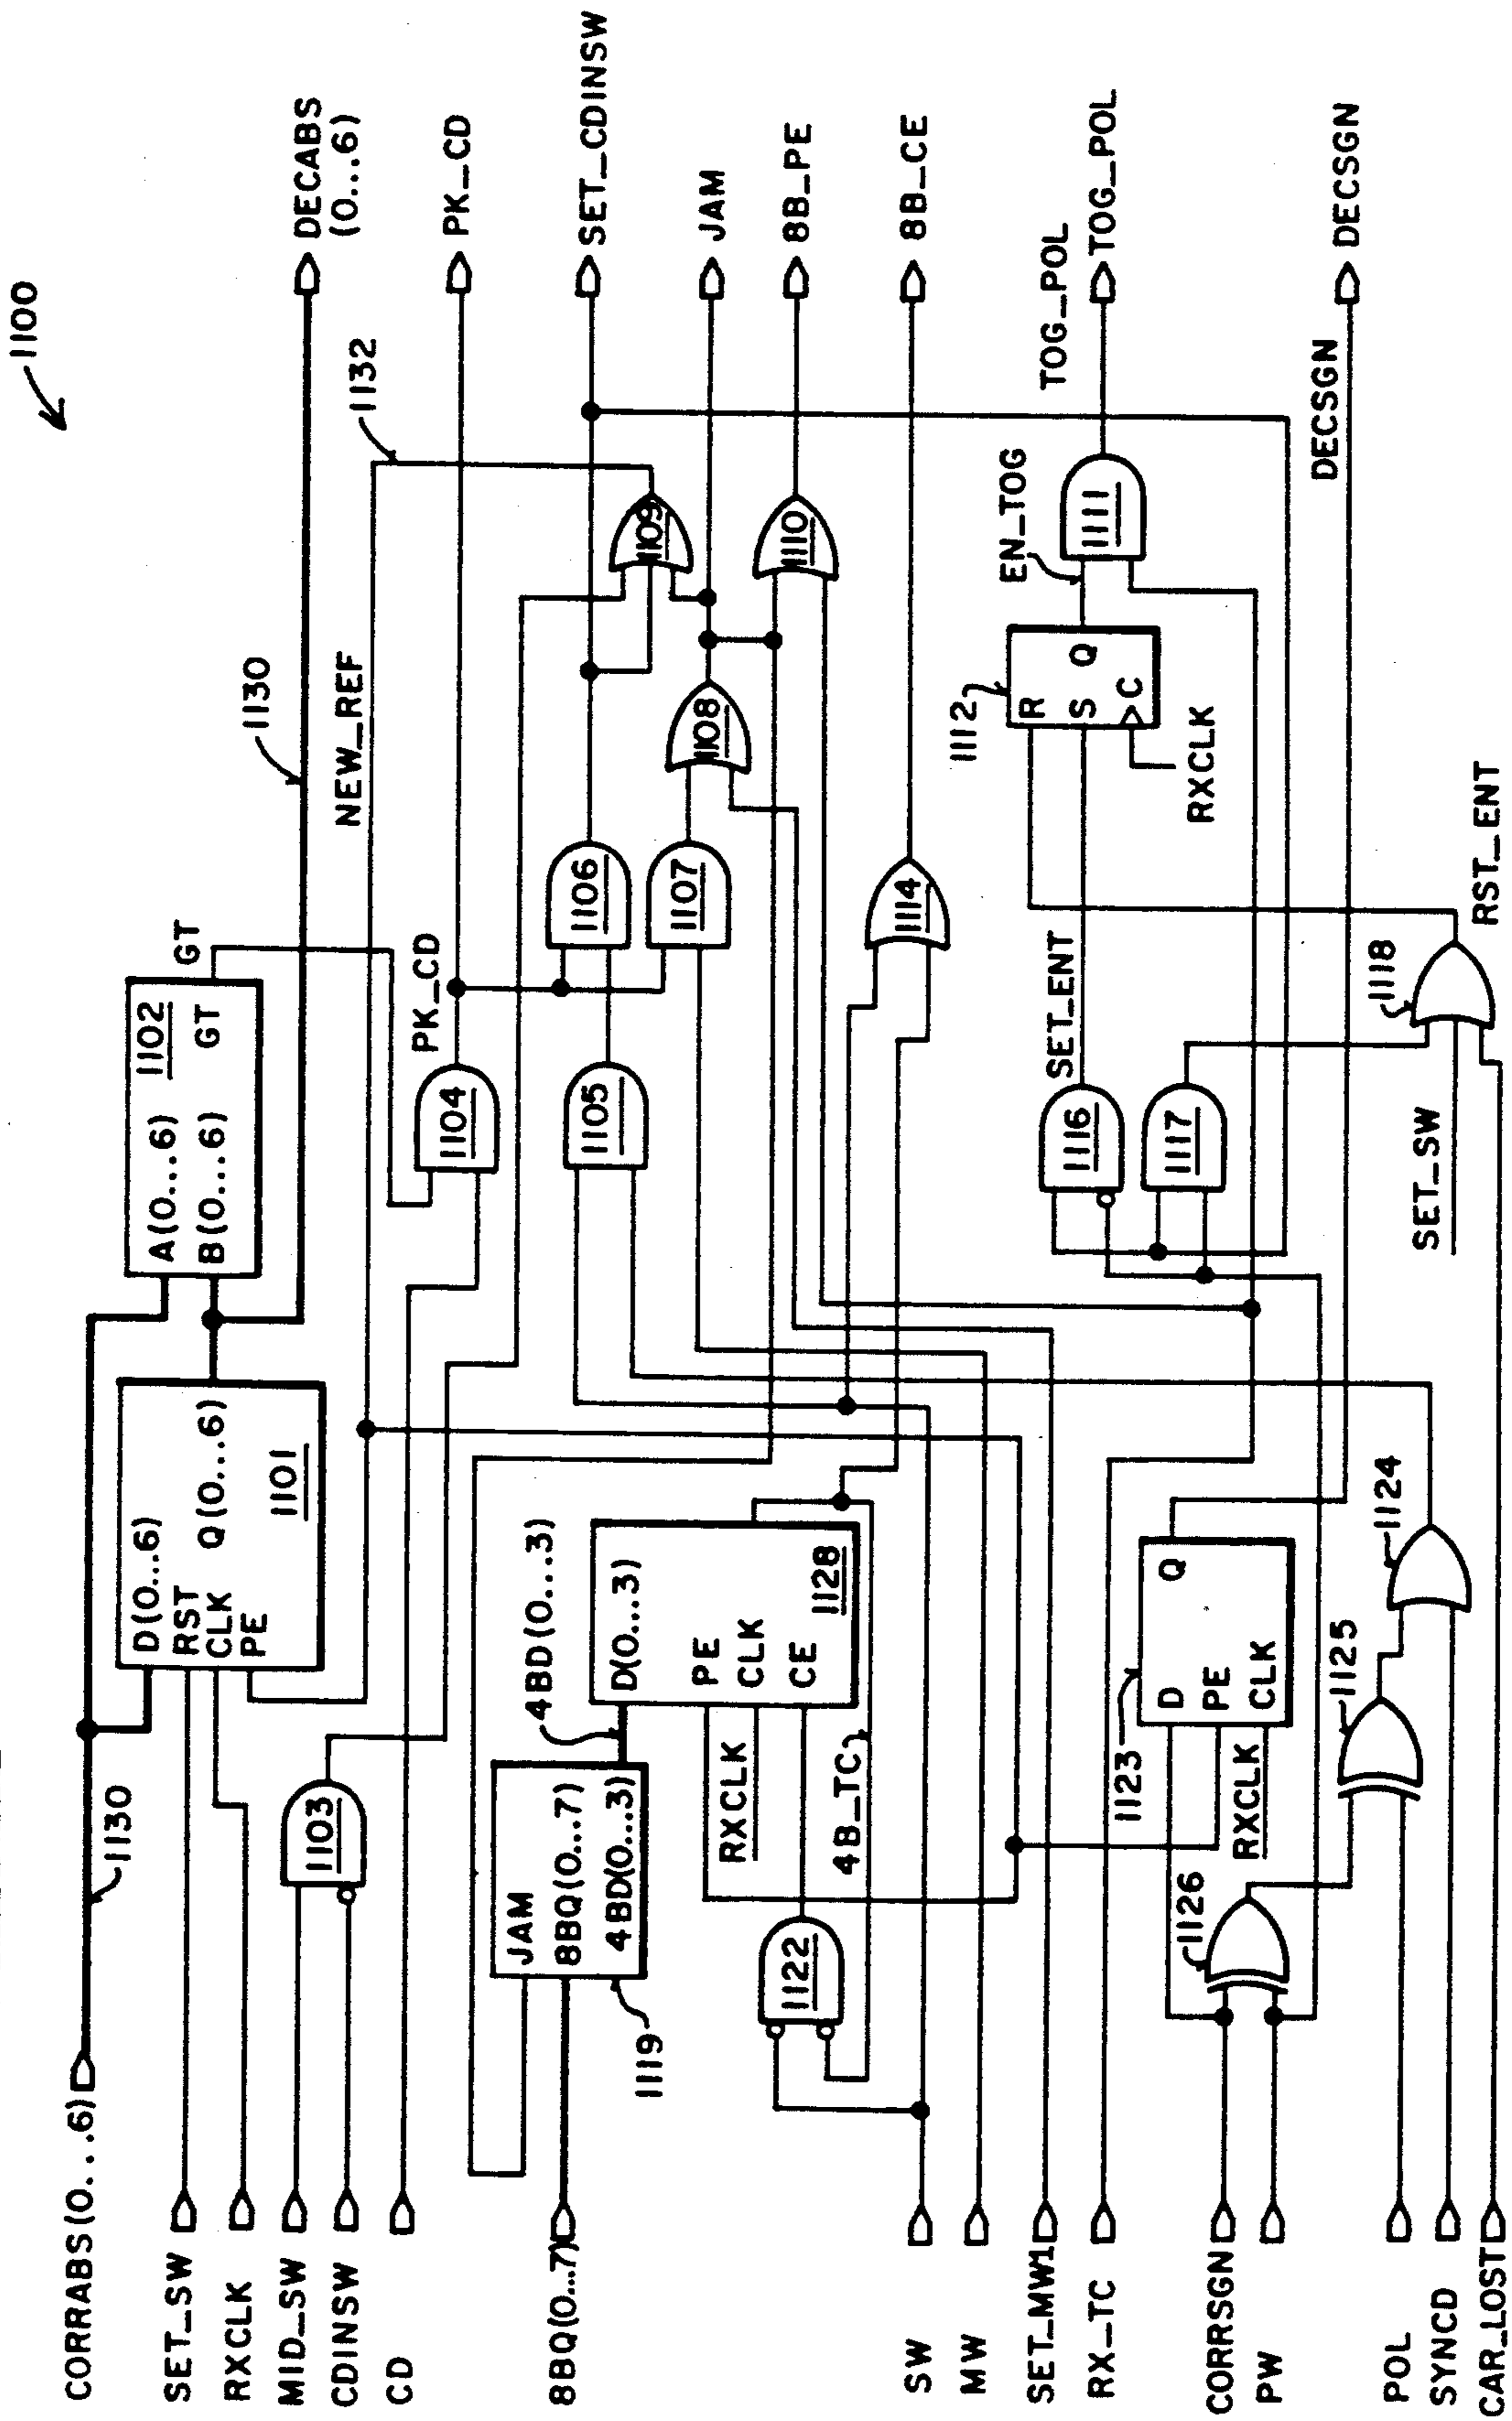 1100
CORRABS(0...6)
1130
SET_SW
RXCLK
MID_SW
CDINSW
CD
8BQ(0...7)
SW
MW
SET_MW1
RX_TC
CORRSGN
PW
POL
SYNCD
CAR_LOST
D(0...6)
RST
CLK
PE
Q(0...6)
1101
A(0...6)
B(0...6)
1102
GT
GT
1130
DECABS
(0...6)
NEW_REF
1132
1103
PK_CD
1104
PK_CD
1105
1106
SET_CDINSW
1107
1108
1109
JAM
1110
8B_PE
JAM
8BQ(0...7)
4BD(0...3)
1119
4BD(0...3)
D(0...3)
PE
CLK
CE
1128
RXCLK
4B_TC
1122
1114
8B_CE
1112
R
S
Q
C
RXCLK
EN_TOG
1111
TOG_POL
TOG_POL
SET_ENT
1116
1117
1118
SET_SW
RST_ENT
1123
D
PE
CLK
Q
RXCLK
DECSGN
DECSGN
1126
1125
1124